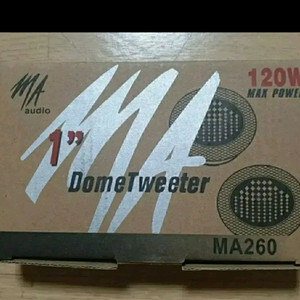 MA
audio
120W
MAX POWER
1"
MA
DomeTweeter
MA260